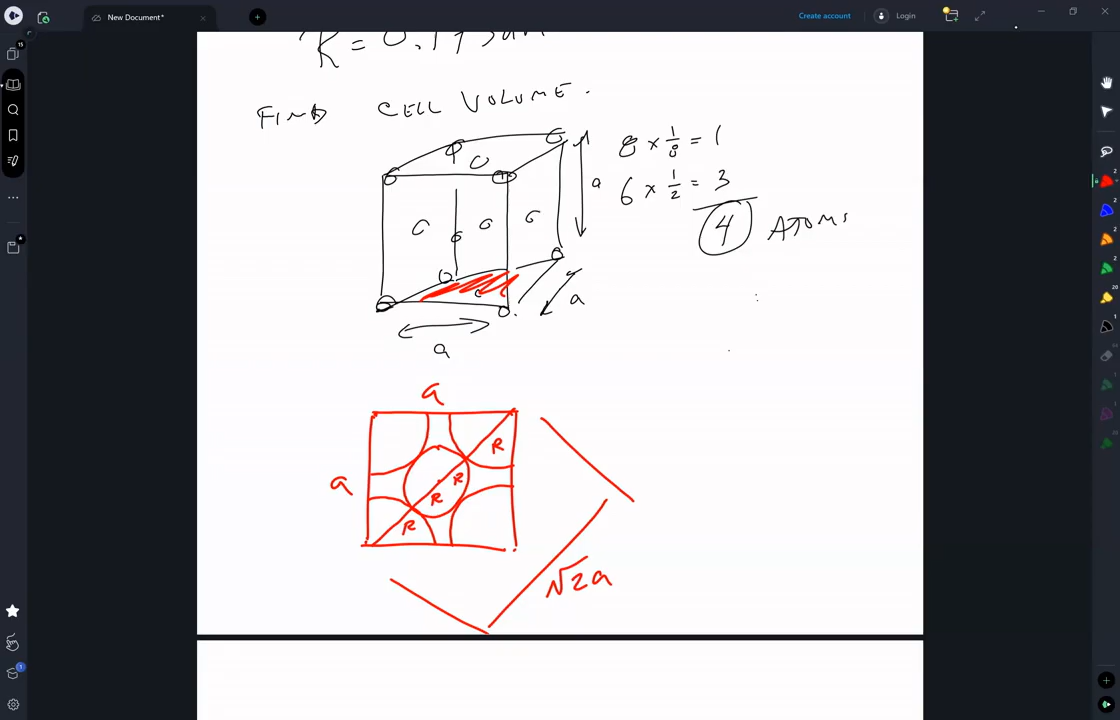 New Document*
Create account
Login
FIND CELL VOLUME.
8 × 1/8 = 1
6 × 1/2 = 3
4 ATOMS
a
a
a
a
a
R
R
R
R
√2a